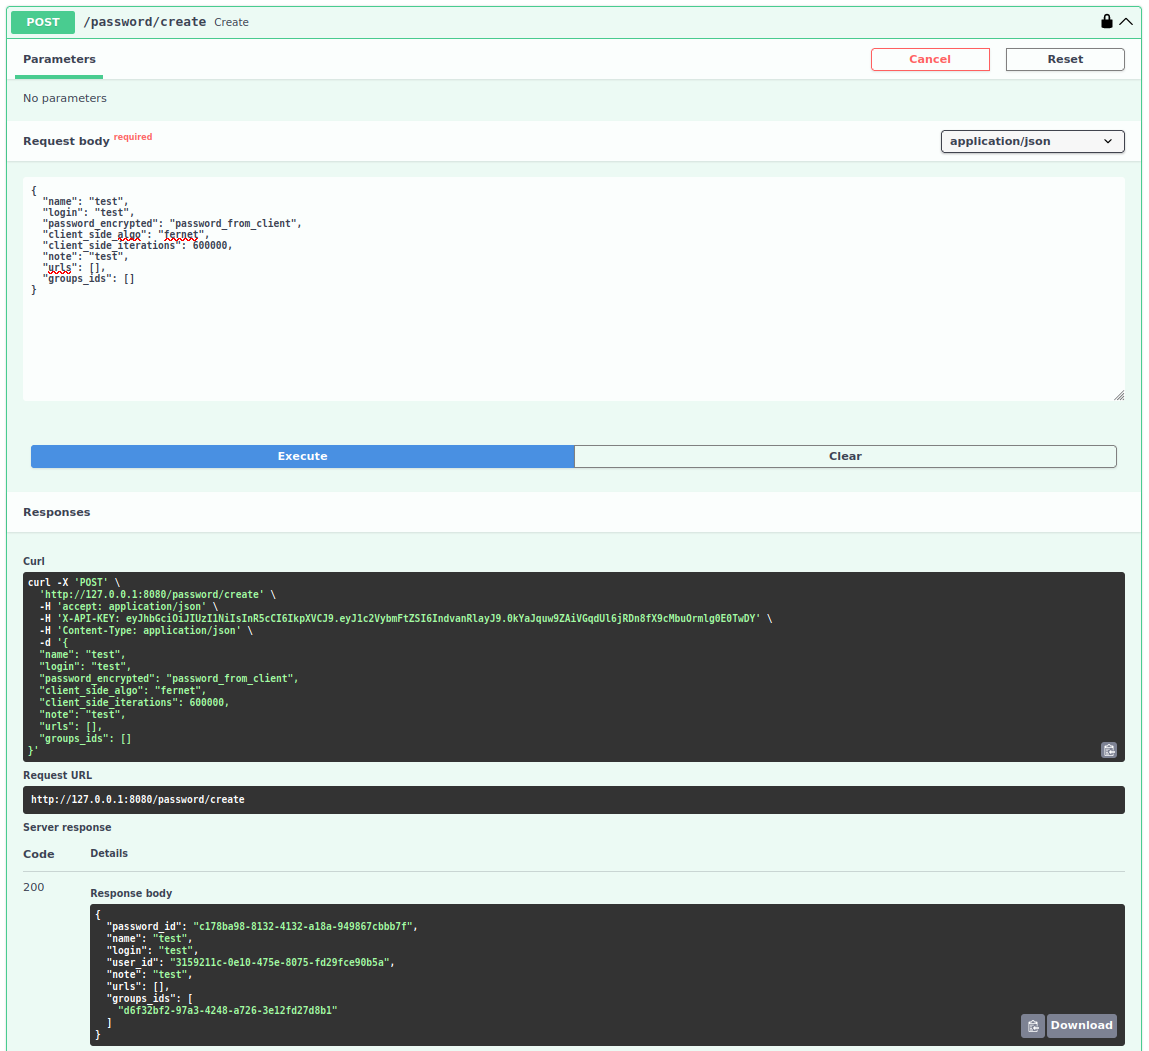 POST /password/create Create
Parameters Cancel Reset
No parameters
Request body required application/json
{
  "name": "test",
  "login": "test",
  "password_encrypted": "password_from_client",
  "client_side_algo": "fernet",
  "client_side_iterations": 600000,
  "note": "test",
  "urls": [],
  "groups_ids": []
}
Execute Clear
Responses
Curl
curl -X 'POST' \
  'http://127.0.0.1:8080/password/create' \
  -H 'accept: application/json' \
  -H 'X-API-KEY: eyJhbGciOiJIUzI1NiIsInR5cCI6IkpXVCJ9.eyJ1c2VybmFtZSI6IndvanRlayJ9.0kYaJquw9ZAiVGqdUl6jRDn8fX9cMbuOrmlg0E0TwDY' \
  -H 'Content-Type: application/json' \
  -d '{
  "name": "test",
  "login": "test",
  "password_encrypted": "password_from_client",
  "client_side_algo": "fernet",
  "client_side_iterations": 600000,
  "note": "test",
  "urls": [],
  "groups_ids": []
}'
Request URL
http://127.0.0.1:8080/password/create
Server response
Code Details
200
Response body
{
  "password_id": "c178ba98-8132-4132-a18a-949867cbbb7f",
  "name": "test",
  "login": "test",
  "user_id": "3159211c-0e10-475e-8075-fd29fce90b5a",
  "note": "test",
  "urls": [],
  "groups_ids": [
    "d6f32bf2-97a3-4248-a726-3e12fd27d8b1"
  ]
}
Download